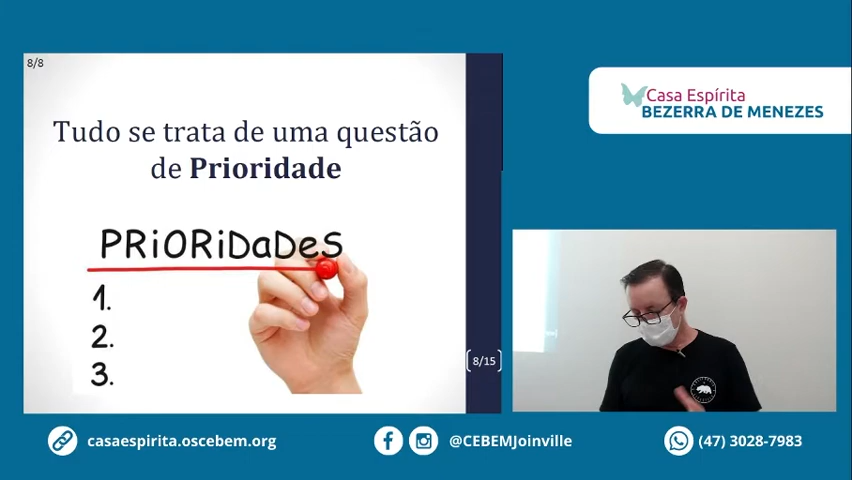 8/8
Tudo se trata de uma questão
de Prioridade
PRiORiDaDeS
1.
2.
3.
8/15
Casa Espírita
BEZERRA DE MENEZES
casaespirita.oscebem.org
@CEBEMJoinville
(47) 3028-7983